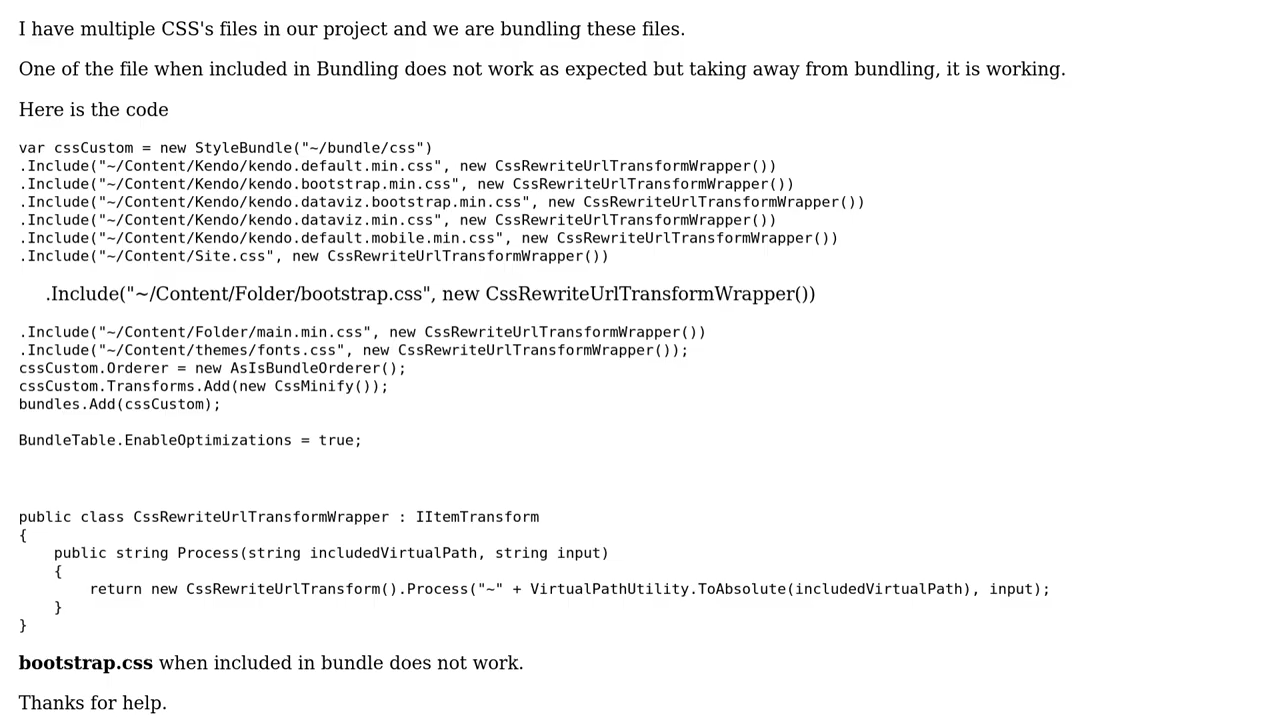 I have multiple CSS's files in our project and we are bundling these files.
One of the file when included in Bundling does not work as expected but taking away from bundling, it is working.
Here is the code
var cssCustom = new StyleBundle("~/bundle/css")
.Include("~/Content/Kendo/kendo.default.min.css", new CssRewriteUrlTransformWrapper())
.Include("~/Content/Kendo/kendo.bootstrap.min.css", new CssRewriteUrlTransformWrapper())
.Include("~/Content/Kendo/kendo.dataviz.bootstrap.min.css", new CssRewriteUrlTransformWrapper())
.Include("~/Content/Kendo/kendo.dataviz.min.css", new CssRewriteUrlTransformWrapper())
.Include("~/Content/Kendo/kendo.default.mobile.min.css", new CssRewriteUrlTransformWrapper())
.Include("~/Content/Site.css", new CssRewriteUrlTransformWrapper())
.Include("~/Content/Folder/bootstrap.css", new CssRewriteUrlTransformWrapper())
.Include("~/Content/Folder/main.min.css", new CssRewriteUrlTransformWrapper())
.Include("~/Content/themes/fonts.css", new CssRewriteUrlTransformWrapper());
cssCustom.Orderer = new AsIsBundleOrderer();
cssCustom.Transforms.Add(new CssMinify());
bundles.Add(cssCustom);
BundleTable.EnableOptimizations = true;
public class CssRewriteUrlTransformWrapper : IItemTransform
{
    public string Process(string includedVirtualPath, string input)
    {
        return new CssRewriteUrlTransform().Process("~" + VirtualPathUtility.ToAbsolute(includedVirtualPath), input);
    }
}
bootstrap.css when included in bundle does not work.
Thanks for help.